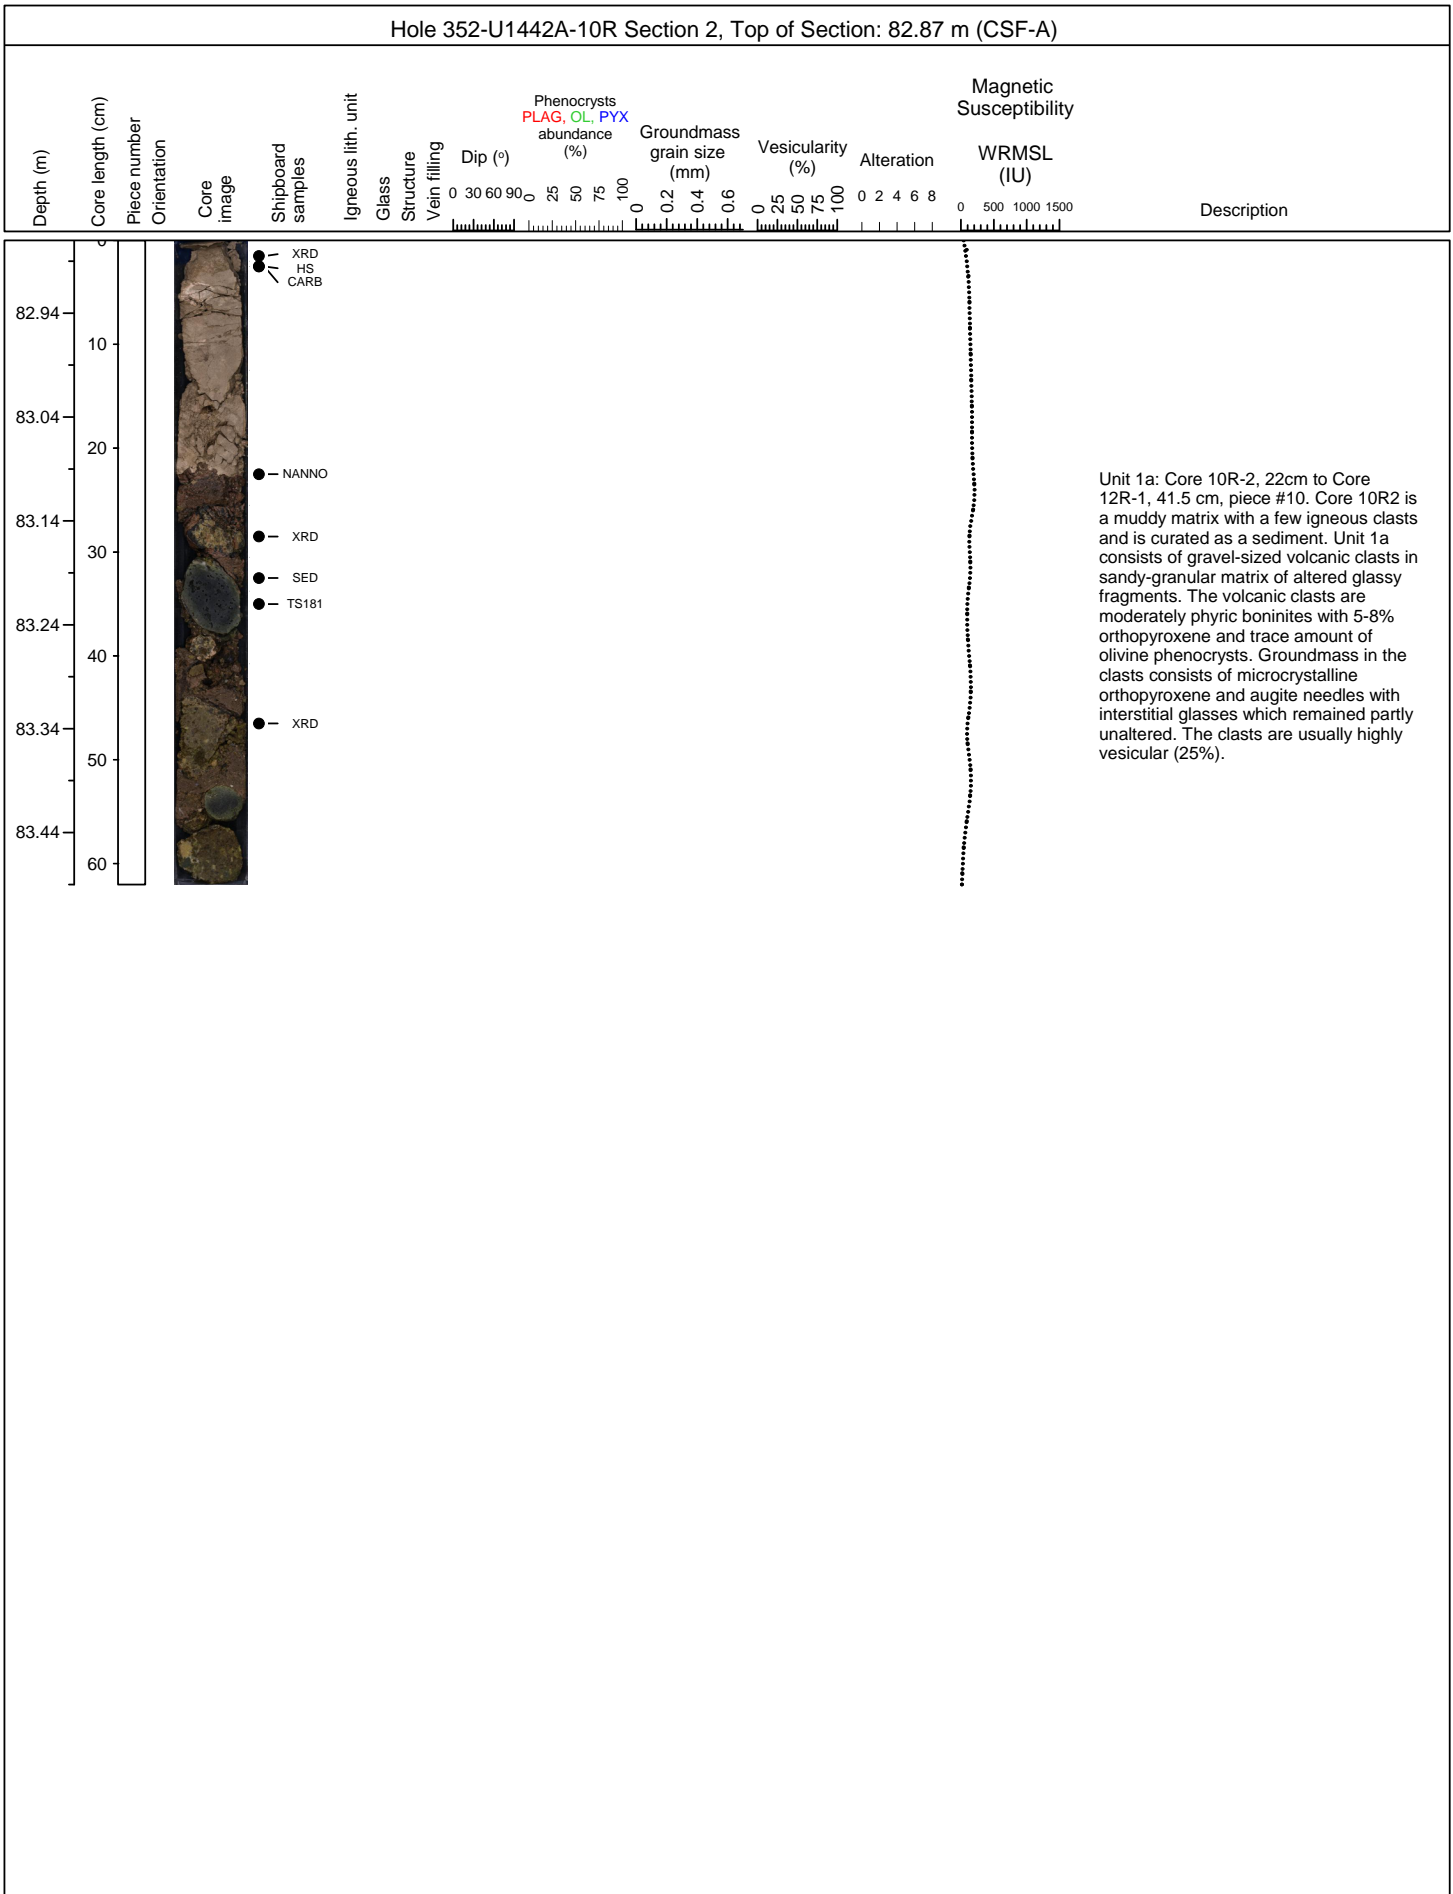 Hole 352-U1442A-10R Section 2, Top of Section: 82.87 m (CSF-A)
Depth (m)
Core length (cm)
Piece number
Orientation
Core
image
Shipboard
samples
Igneous lith. unit
Glass
Structure
Vein filling
Dip (º)
0 30 60 90
Phenocrysts
PLAG, OL, PYX
abundance
(%)
0 25 50 75 100
Groundmass
grain size
(mm)
0 0.2 0.4 0.6
Vesicularity
(%)
0 25 50 75 100
Alteration
0 2 4 6 8
Magnetic
Susceptibility
WRMSL
(IU)
0 500 1000 1500
Description
82.94
83.04
83.14
83.24
83.34
83.44
0
10
20
30
40
50
60
XRD
HS
CARB
NANNO
XRD
SED
TS181
XRD
Unit 1a: Core 10R-2, 22cm to Core
12R-1, 41.5 cm, piece #10. Core 10R2 is
a muddy matrix with a few igneous clasts
and is curated as a sediment. Unit 1a
consists of gravel-sized volcanic clasts in
sandy-granular matrix of altered glassy
fragments. The volcanic clasts are
moderately phyric boninites with 5-8%
orthopyroxene and trace amount of
olivine phenocrysts. Groundmass in the
clasts consists of microcrystalline
orthopyroxene and augite needles with
interstitial glasses which remained partly
unaltered. The clasts are usually highly
vesicular (25%).